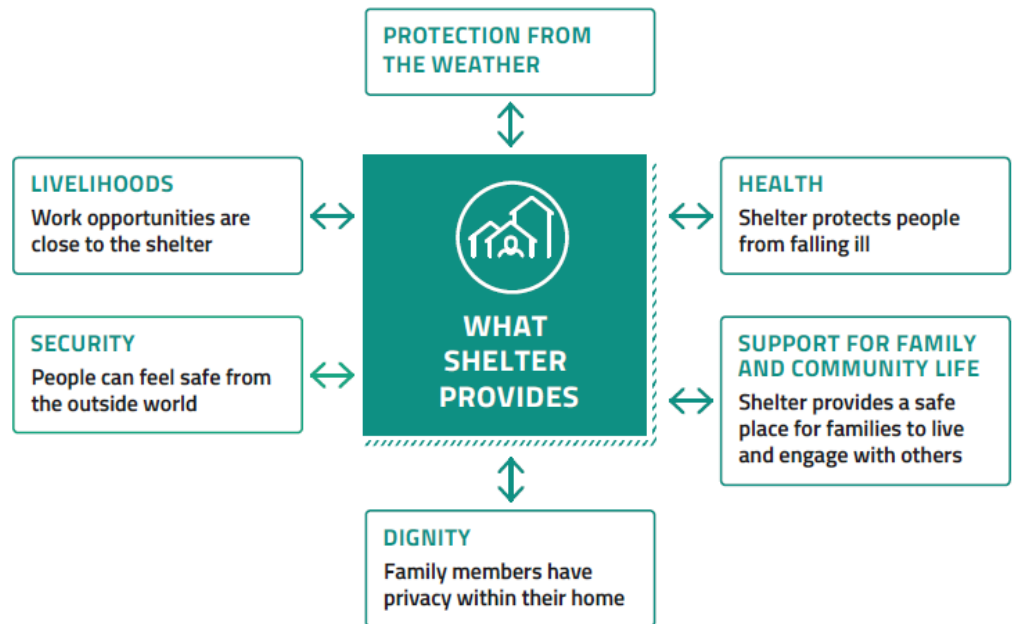 PROTECTION FROM
THE WEATHER
LIVELIHOODS
Work opportunities are
close to the shelter
HEALTH
Shelter protects people
from falling ill
WHAT
SHELTER
PROVIDES
SECURITY
People can feel safe from
the outside world
SUPPORT FOR FAMILY
AND COMMUNITY LIFE
Shelter provides a safe
place for families to live
and engage with others
DIGNITY
Family members have
privacy within their home